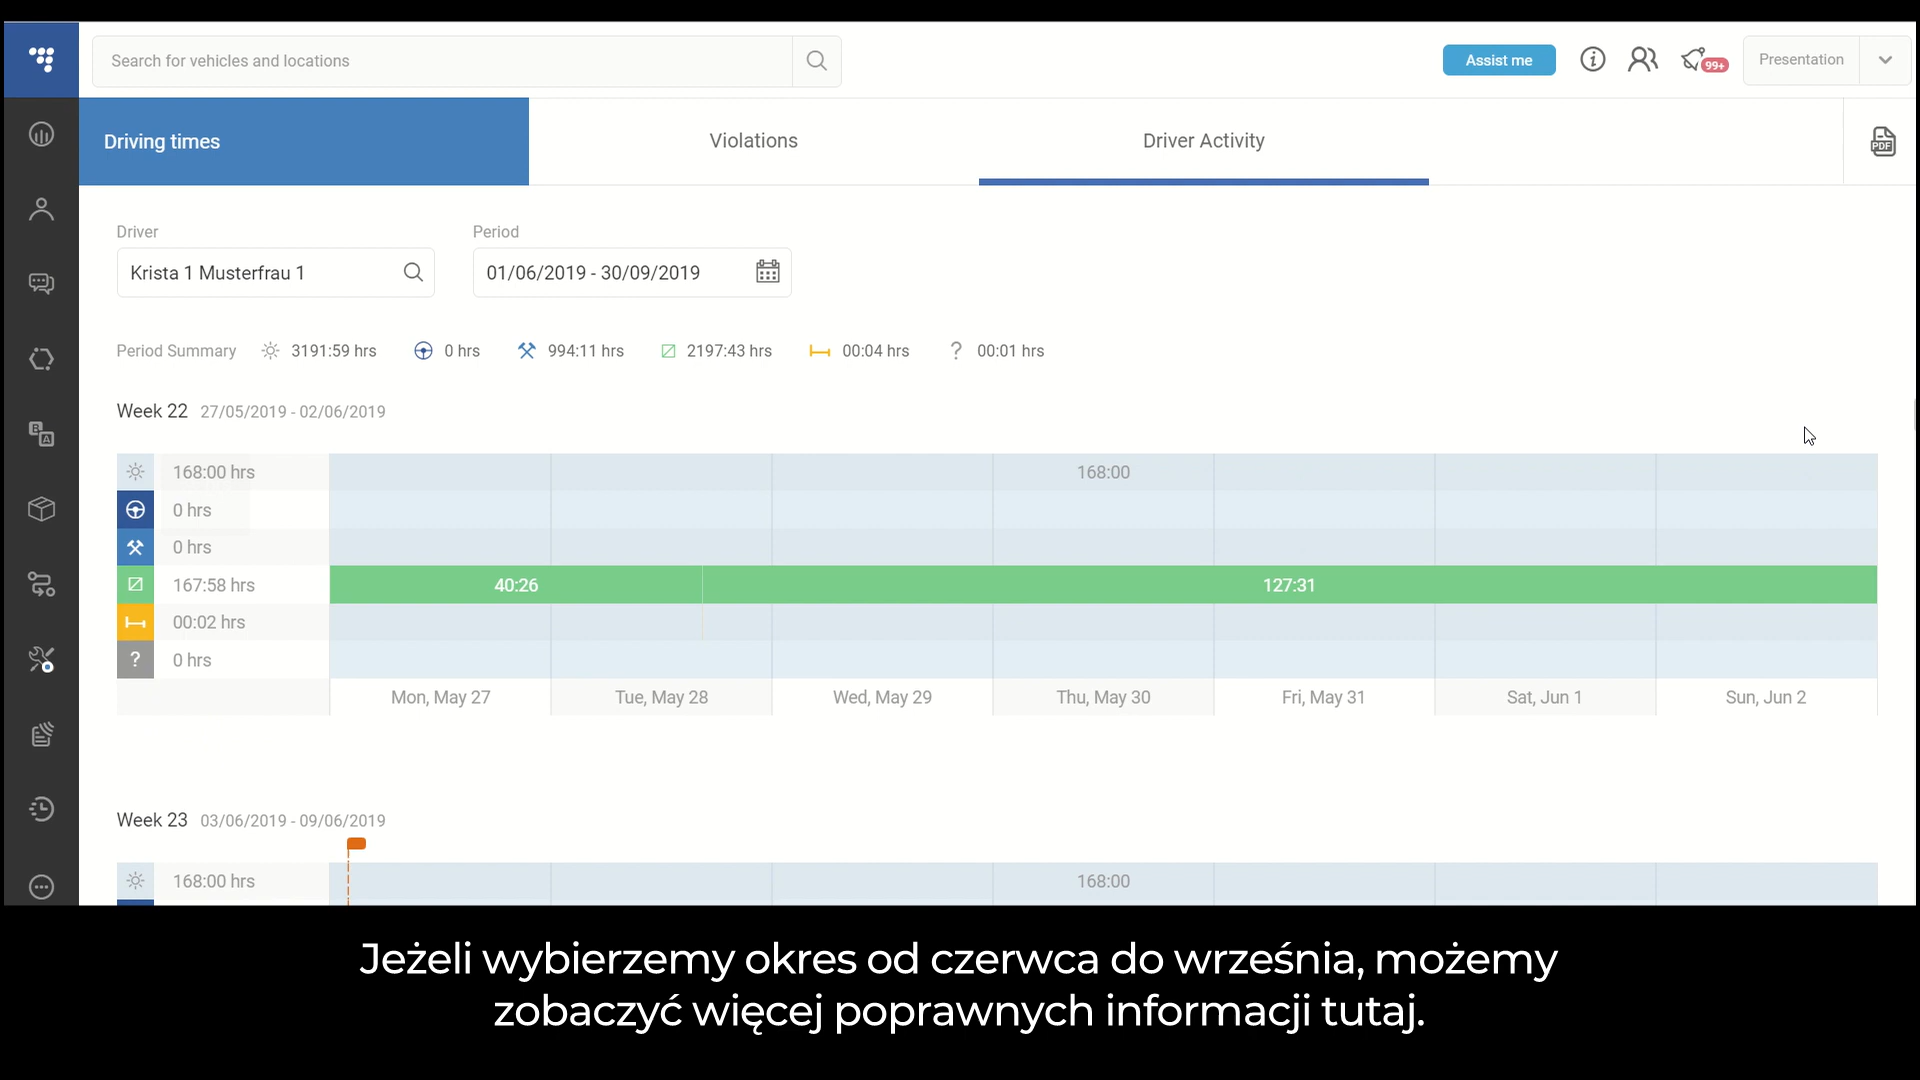 Search for vehicles and locations
Assist me
99+
Presentation
Driving times
Violations
Driver Activity
PDF
Driver
Period
Krista 1 Musterfrau 1
01/06/2019 - 30/09/2019
Period Summary
3191:59 hrs
0 hrs
994:11 hrs
2197:43 hrs
00:04 hrs
? 00:01 hrs
Week 22 27/05/2019 - 02/06/2019
168:00 hrs
168:00
0 hrs
0 hrs
167:58 hrs
40:26
127:31
00:02 hrs
? 0 hrs
Mon, May 27
Tue, May 28
Wed, May 29
Thu, May 30
Fri, May 31
Sat, Jun 1
Sun, Jun 2
Week 23 03/06/2019 - 09/06/2019
168:00 hrs
168:00
Jeżeli wybierzemy okres od czerwca do września, możemy
zobaczyć więcej poprawnych informacji tutaj.